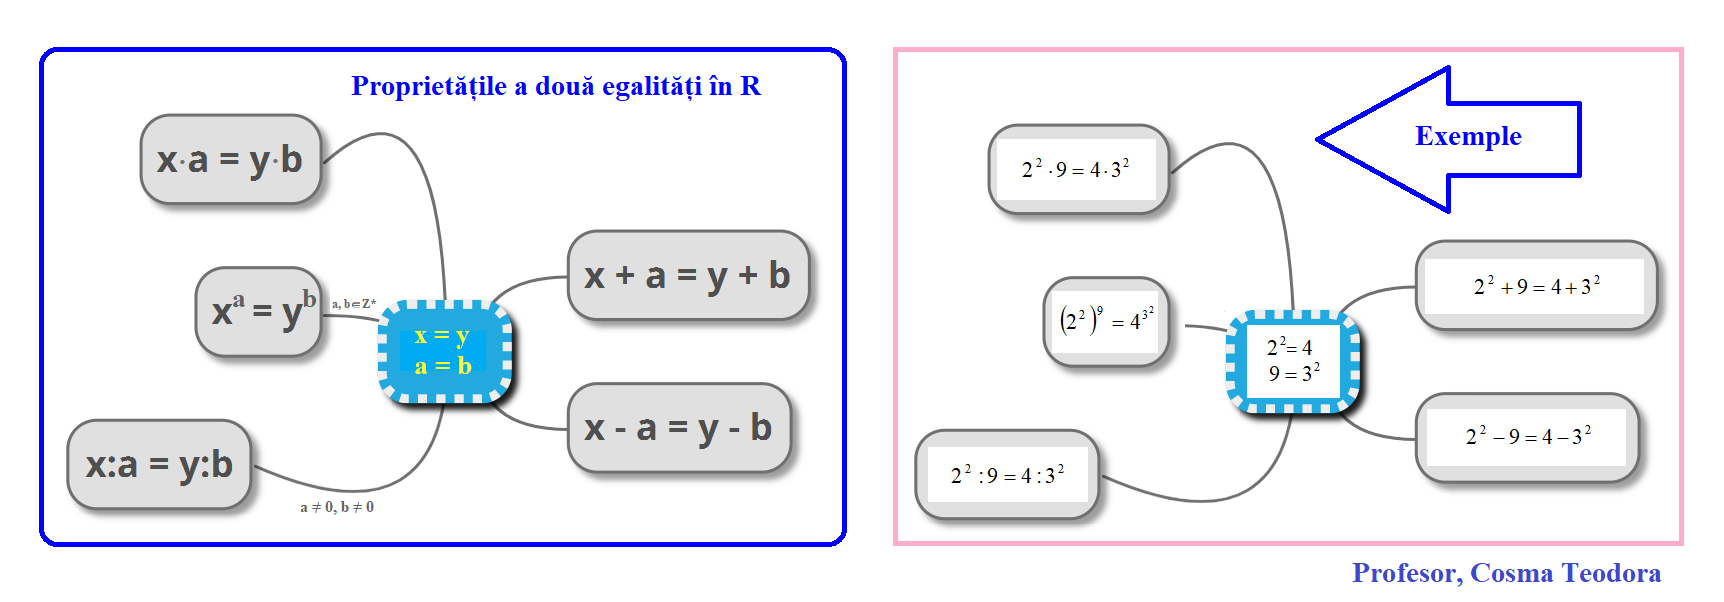 Proprietățile a două egalități în R
x·a = y·b
xᵃ = yᵇ
a, b∈Z*
x:a = y:b
a ≠ 0, b ≠ 0
x = y
a = b
x + a = y + b
x - a = y - b
Exemple
2² · 9 = 4 · 3²
(2²)⁹ = 4^3²
2² : 9 = 4 : 3²
2²= 4
9 = 3²
2² + 9 = 4 + 3²
2² − 9 = 4 − 3²
Profesor, Cosma Teodora